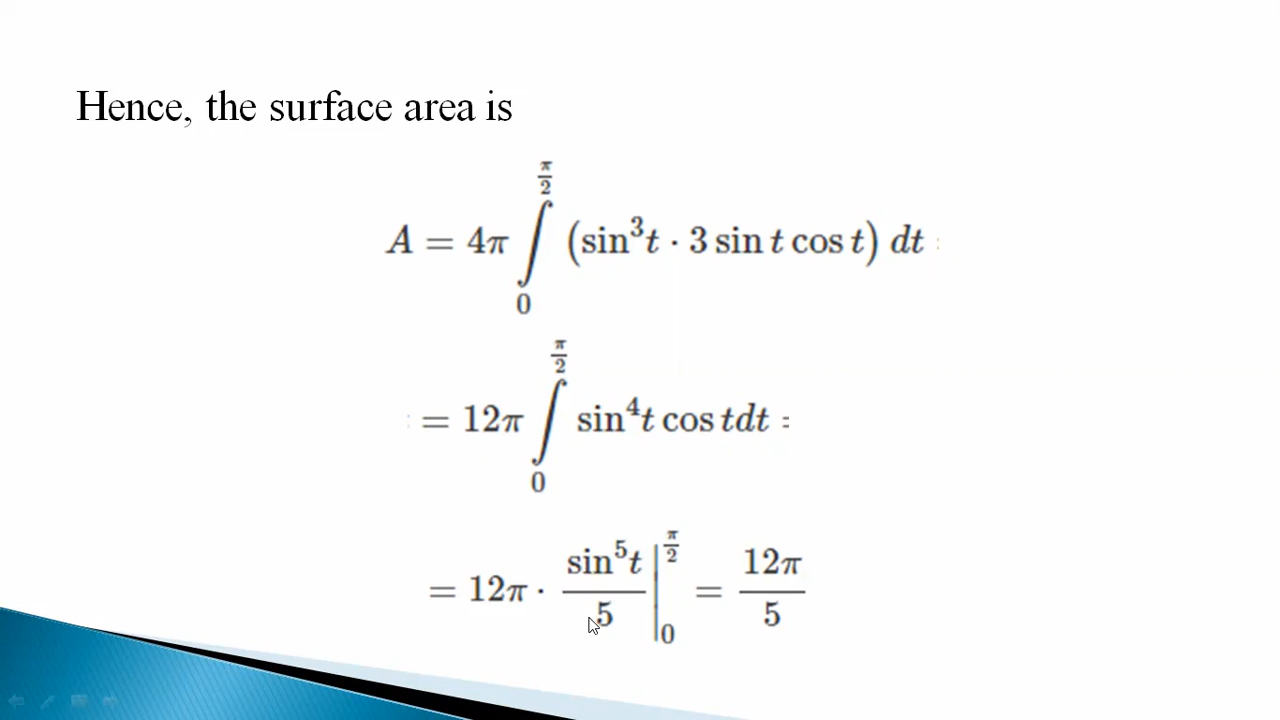 Hence, the surface area is
A = 4π ∫₀^{π/2} (sin³t · 3 sin t cos t) dt
= 12π ∫₀^{π/2} sin⁴t cos tdt =
= 12π · sin⁵t/5 |₀^{π/2} = 12π/5